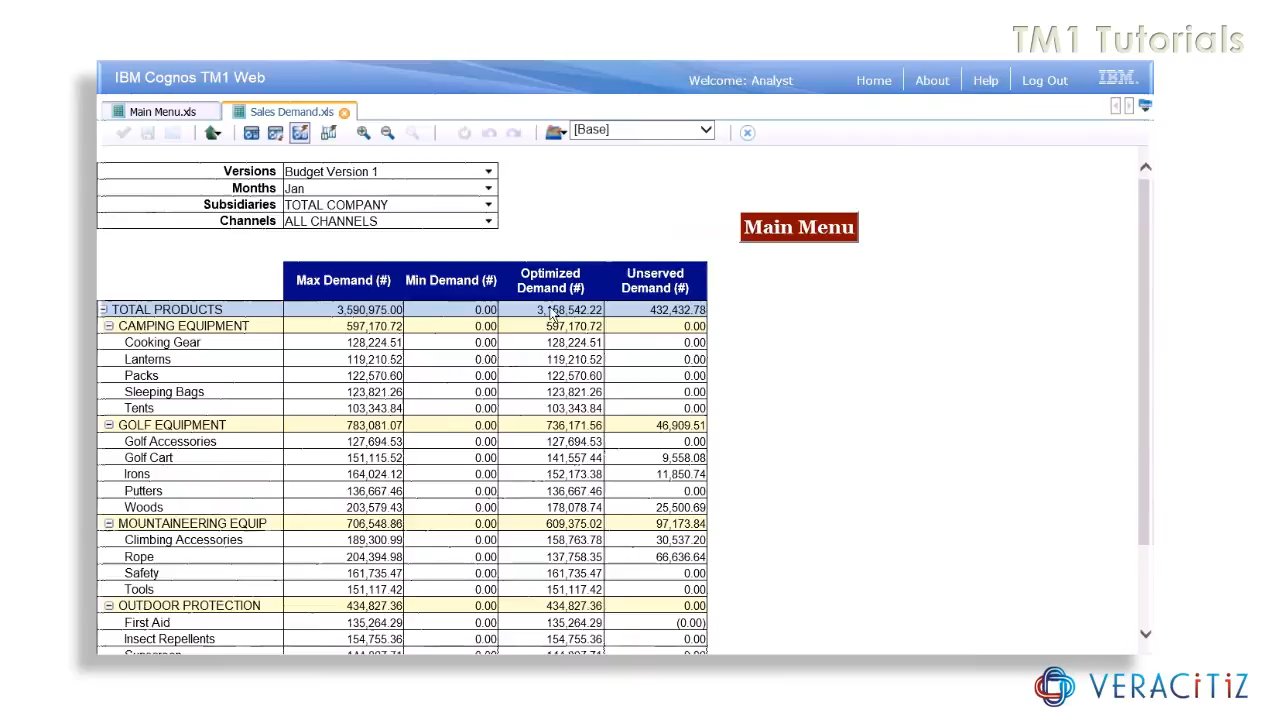 TM1 Tutorials
IBM Cognos TM1 Web
Welcome: Analyst Home About Help Log Out IBM.
Main Menu.xls Sales Demand.xls
[Base]
Versions Budget Version 1
Months Jan
Subsidiaries TOTAL COMPANY
Channels ALL CHANNELS
Main Menu
Max Demand (#) Min Demand (#) Optimized Demand (#) Unserved Demand (#)
TOTAL PRODUCTS 3,590,975.00 0.00 3,158,542.22 432,432.78
CAMPING EQUIPMENT 597,170.72 0.00 597,170.72 0.00
Cooking Gear 128,224.51 0.00 128,224.51 0.00
Lanterns 119,210.52 0.00 119,210.52 0.00
Packs 122,570.60 0.00 122,570.60 0.00
Sleeping Bags 123,821.26 0.00 123,821.26 0.00
Tents 103,343.84 0.00 103,343.84 0.00
GOLF EQUIPMENT 783,081.07 0.00 736,171.56 46,909.51
Golf Accessories 127,694.53 0.00 127,694.53 0.00
Golf Cart 151,115.52 0.00 141,557.44 9,558.08
Irons 164,024.12 0.00 152,173.38 11,850.74
Putters 136,667.46 0.00 136,667.46 0.00
Woods 203,579.43 0.00 178,078.74 25,500.69
MOUNTAINEERING EQUIP 706,548.86 0.00 609,375.02 97,173.84
Climbing Accessories 189,300.99 0.00 158,763.78 30,537.20
Rope 204,394.98 0.00 137,758.35 66,636.64
Safety 161,735.47 0.00 161,735.47 0.00
Tools 151,117.42 0.00 151,117.42 0.00
OUTDOOR PROTECTION 434,827.36 0.00 434,827.36 0.00
First Aid 135,264.29 0.00 135,264.29 (0.00)
Insect Repellents 154,755.36 0.00 154,755.36 0.00
VERACiTiZ